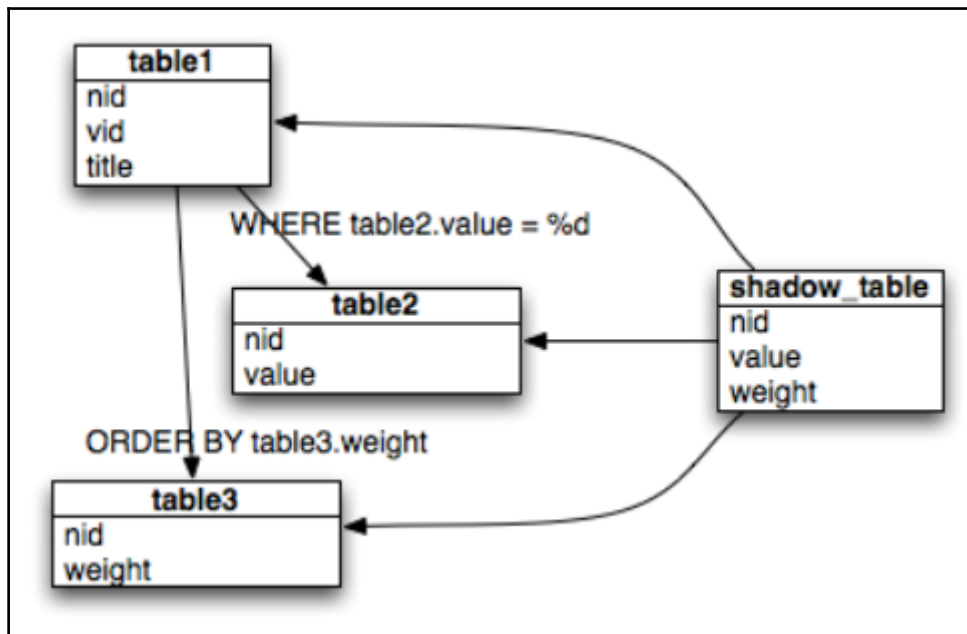 table1
nid
vid
title
WHERE table2.value = %d
table2
nid
value
shadow_table
nid
value
weight
ORDER BY table3.weight
table3
nid
weight